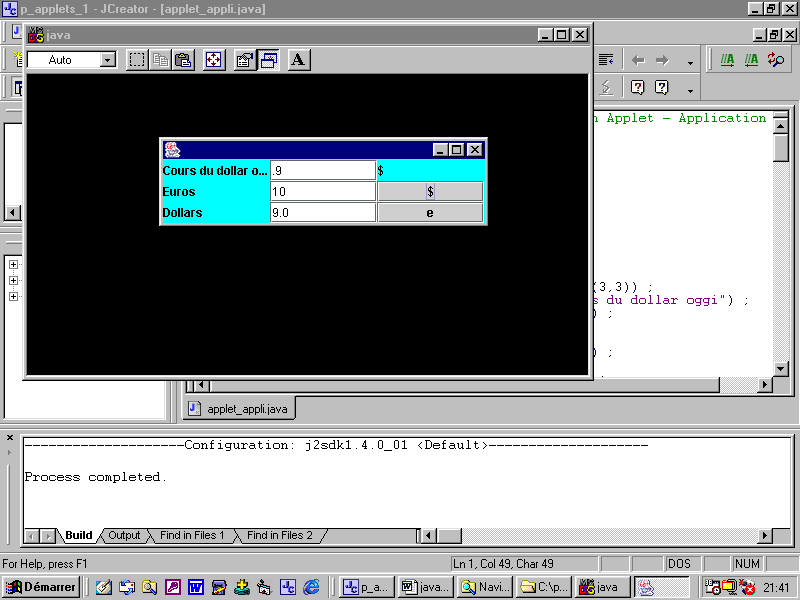 p_applets_1 - JCreator - [applet_appli.java]
java
Auto
A
n Applet – Application
Cours du dollar o...
.9
$
Euros
10
$
Dollars
9.0
e
(3,3)) ;
s du dollar oggi") ;
) ;
) ;
applet_appli.java
--------------------Configuration: j2sdk1.4.0_01 <Default>--------------------
Process completed.
Build
Output
Find in Files 1
Find in Files 2
For Help, press F1
Ln 1, Col 49, Char 49
DOS
NUM
Démarrer
p_a...
java...
Navi...
C:\p...
java
21:41